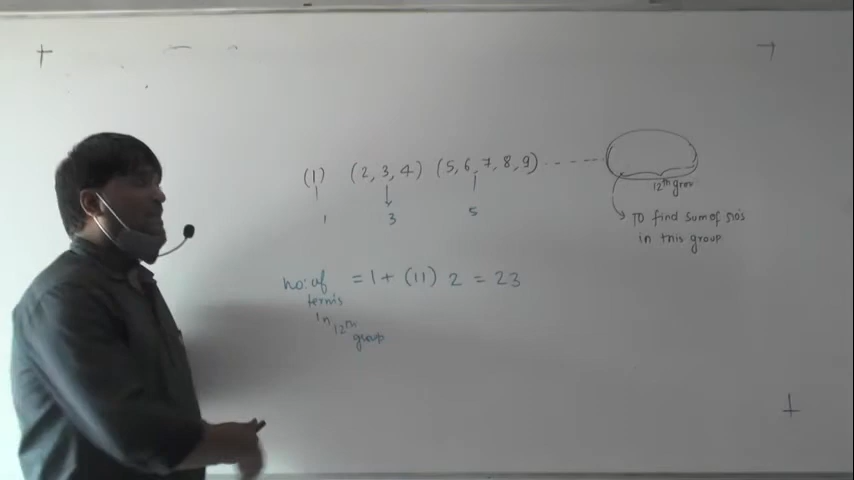 (1) (2, 3, 4) (5, 6, 7, 8, 9) -----
12th grou
1 3 5
TO find sum of no's
in this group
no: of = 1 + (11) 2 = 23
terms
in
12th
group